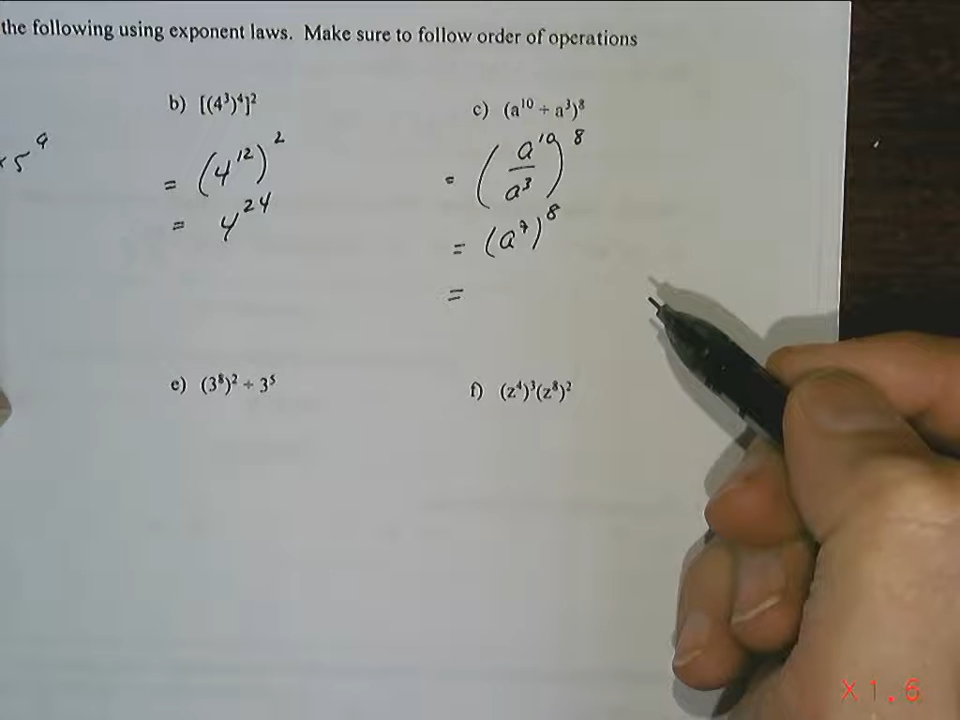 the following using exponent laws. Make sure to follow order of operations
b) [(4³)⁴]²
c) (a¹⁰ ÷ a³)⁸
× 5⁹
= (4¹²)²
= (a¹⁰/a³)⁸
= 4²⁴
= (a⁷)⁸
=
e) (3⁸)² ÷ 3⁵
f) (z⁴)³(z⁸)²
X1.6